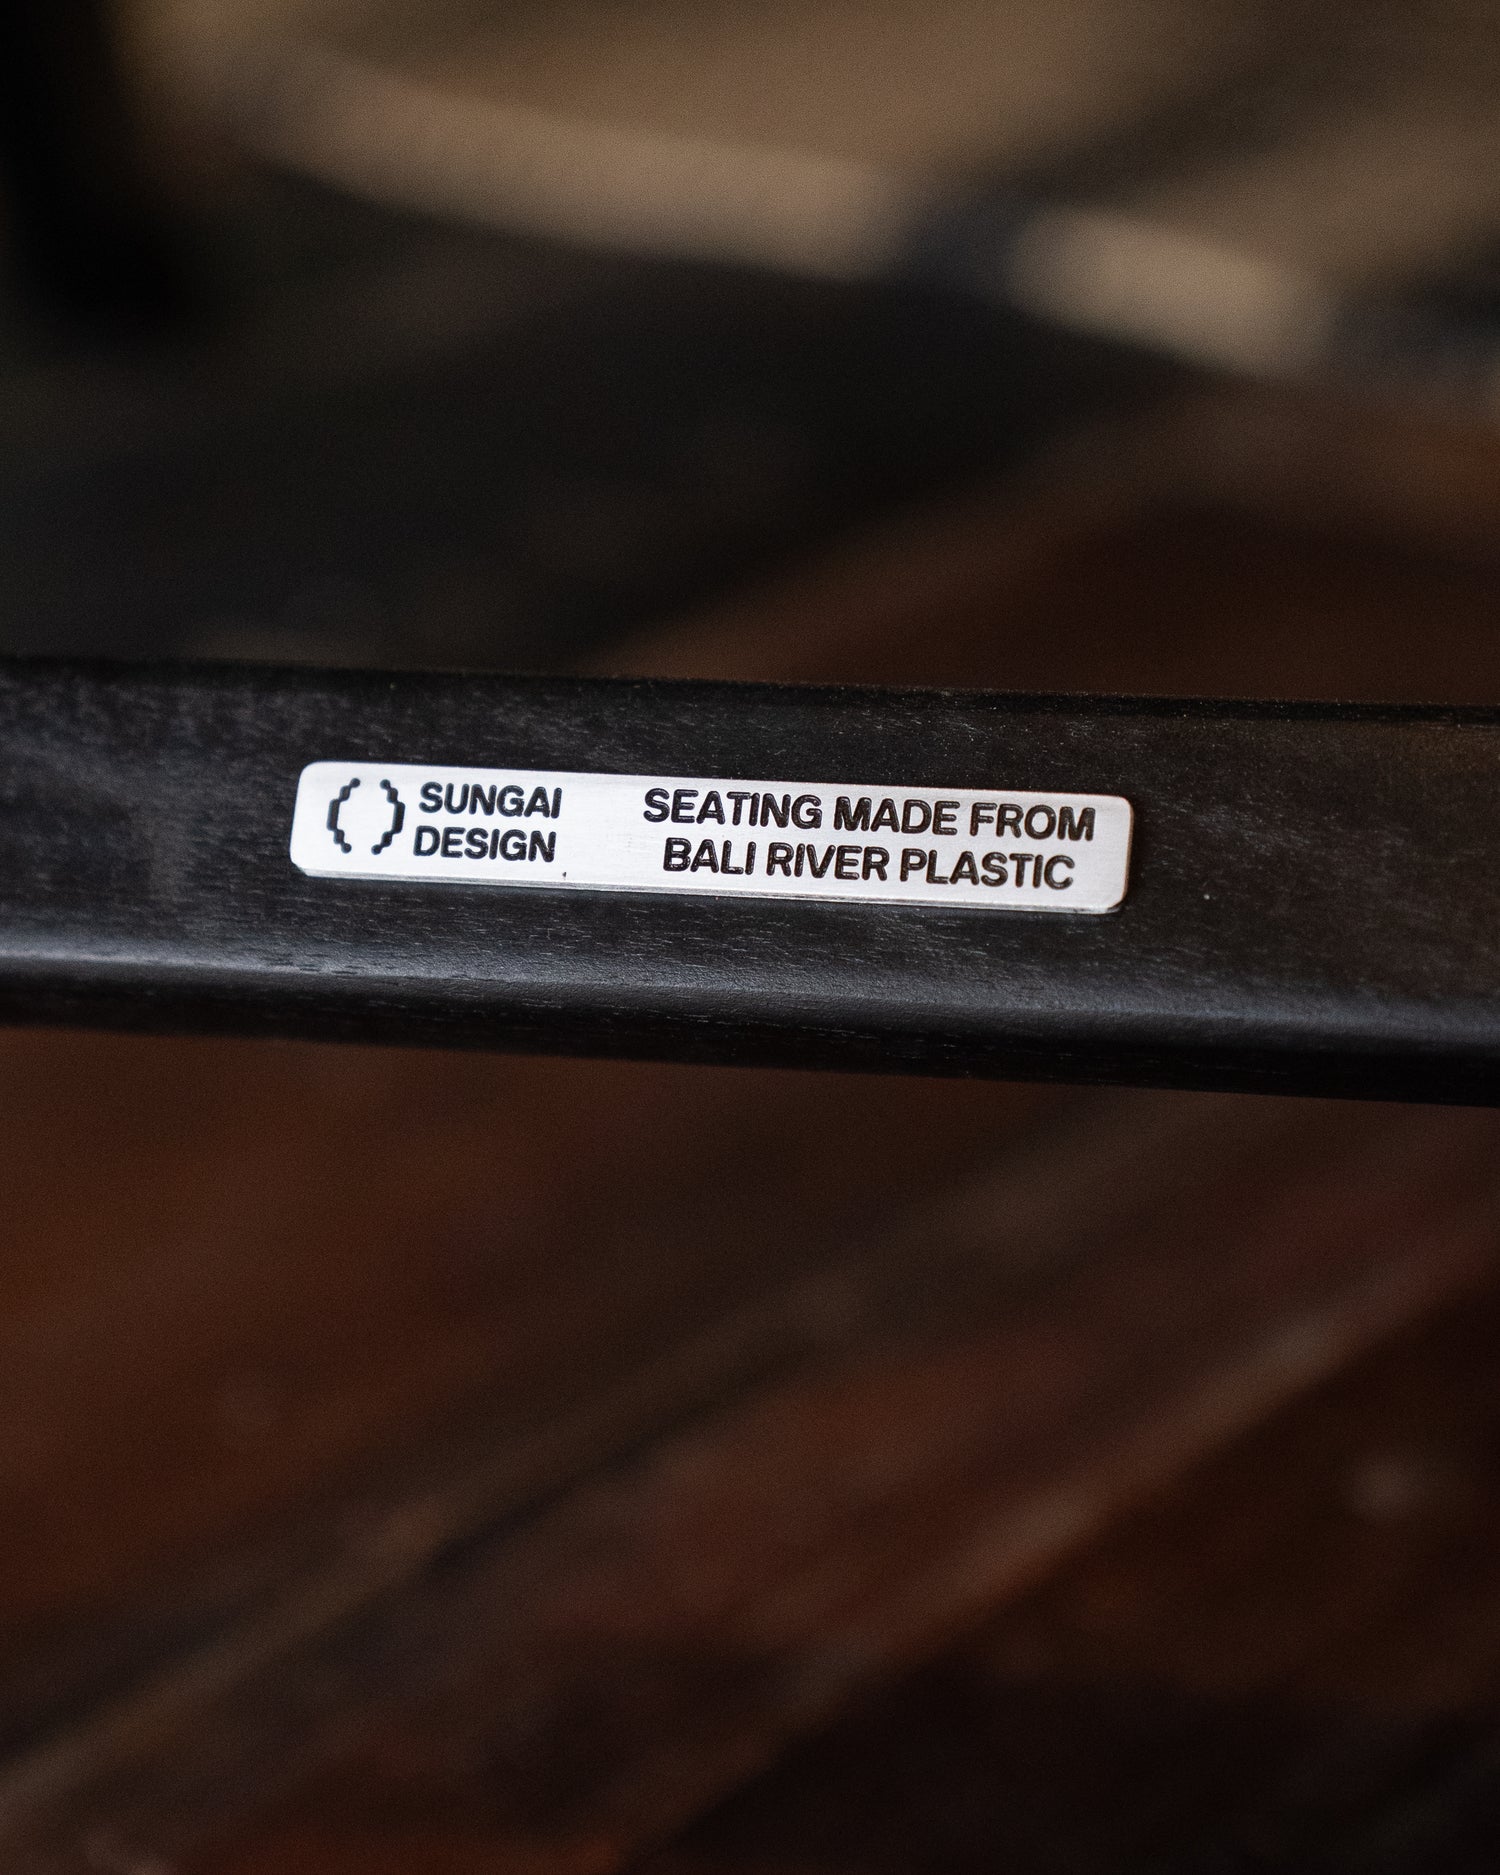 SUNGAI
DESIGN
SEATING MADE FROM
BALI RIVER PLASTIC